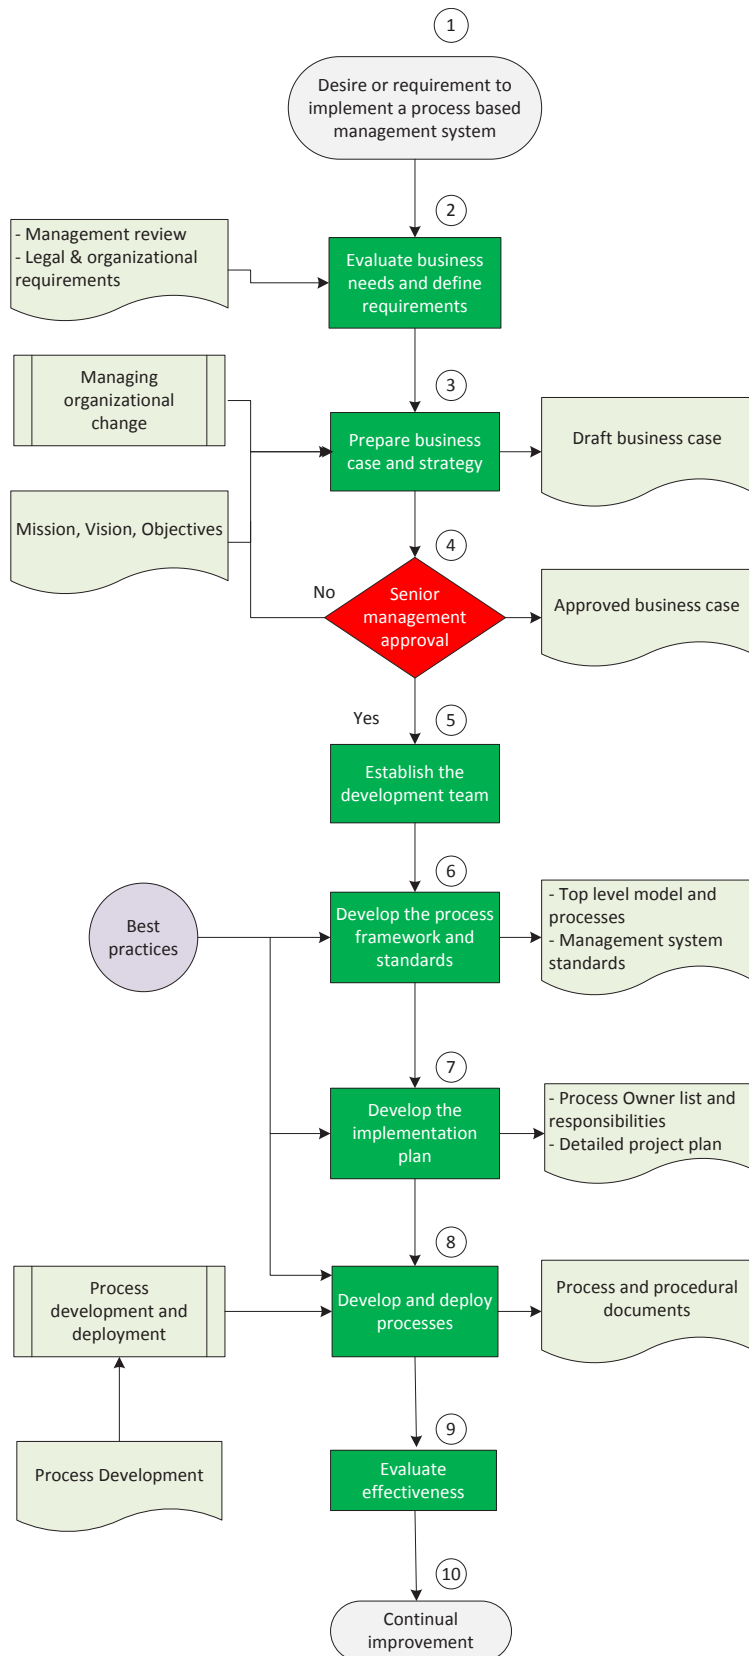 1
Desire or requirement to
implement a process based
management system
2
- Management review
- Legal & organizational
requirements
Evaluate business
needs and define
requirements
3
Managing
organizational
change
Prepare business
case and strategy
Draft business case
Mission, Vision, Objectives
4
No
Senior
management
approval
Approved business case
Yes
5
Establish the
development team
6
Best
practices
Develop the process
framework and
standards
- Top level model and
processes
- Management system
standards
7
Develop the
implementation
plan
- Process Owner list and
responsibilities
- Detailed project plan
8
Process
development and
deployment
Develop and deploy
processes
Process and procedural
documents
9
Process Development
Evaluate
effectiveness
10
Continual
improvement